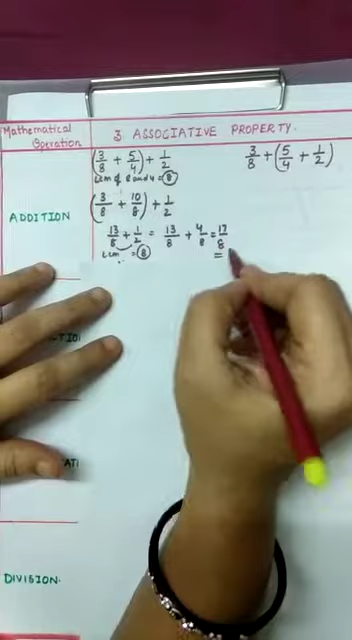 Mathematical Operation
3 ASSOCIATIVE PROPERTY.
(3/8 + 5/4) + 1/2
LCM of 8 and 4 = 8
3/8 + (5/4 + 1/2)
(3/8 + 10/8) + 1/2
ADDITION
13/8 + 1/2 = 13/8 + 4/8 = 17/8
LCM = 8
=
DIVISION.